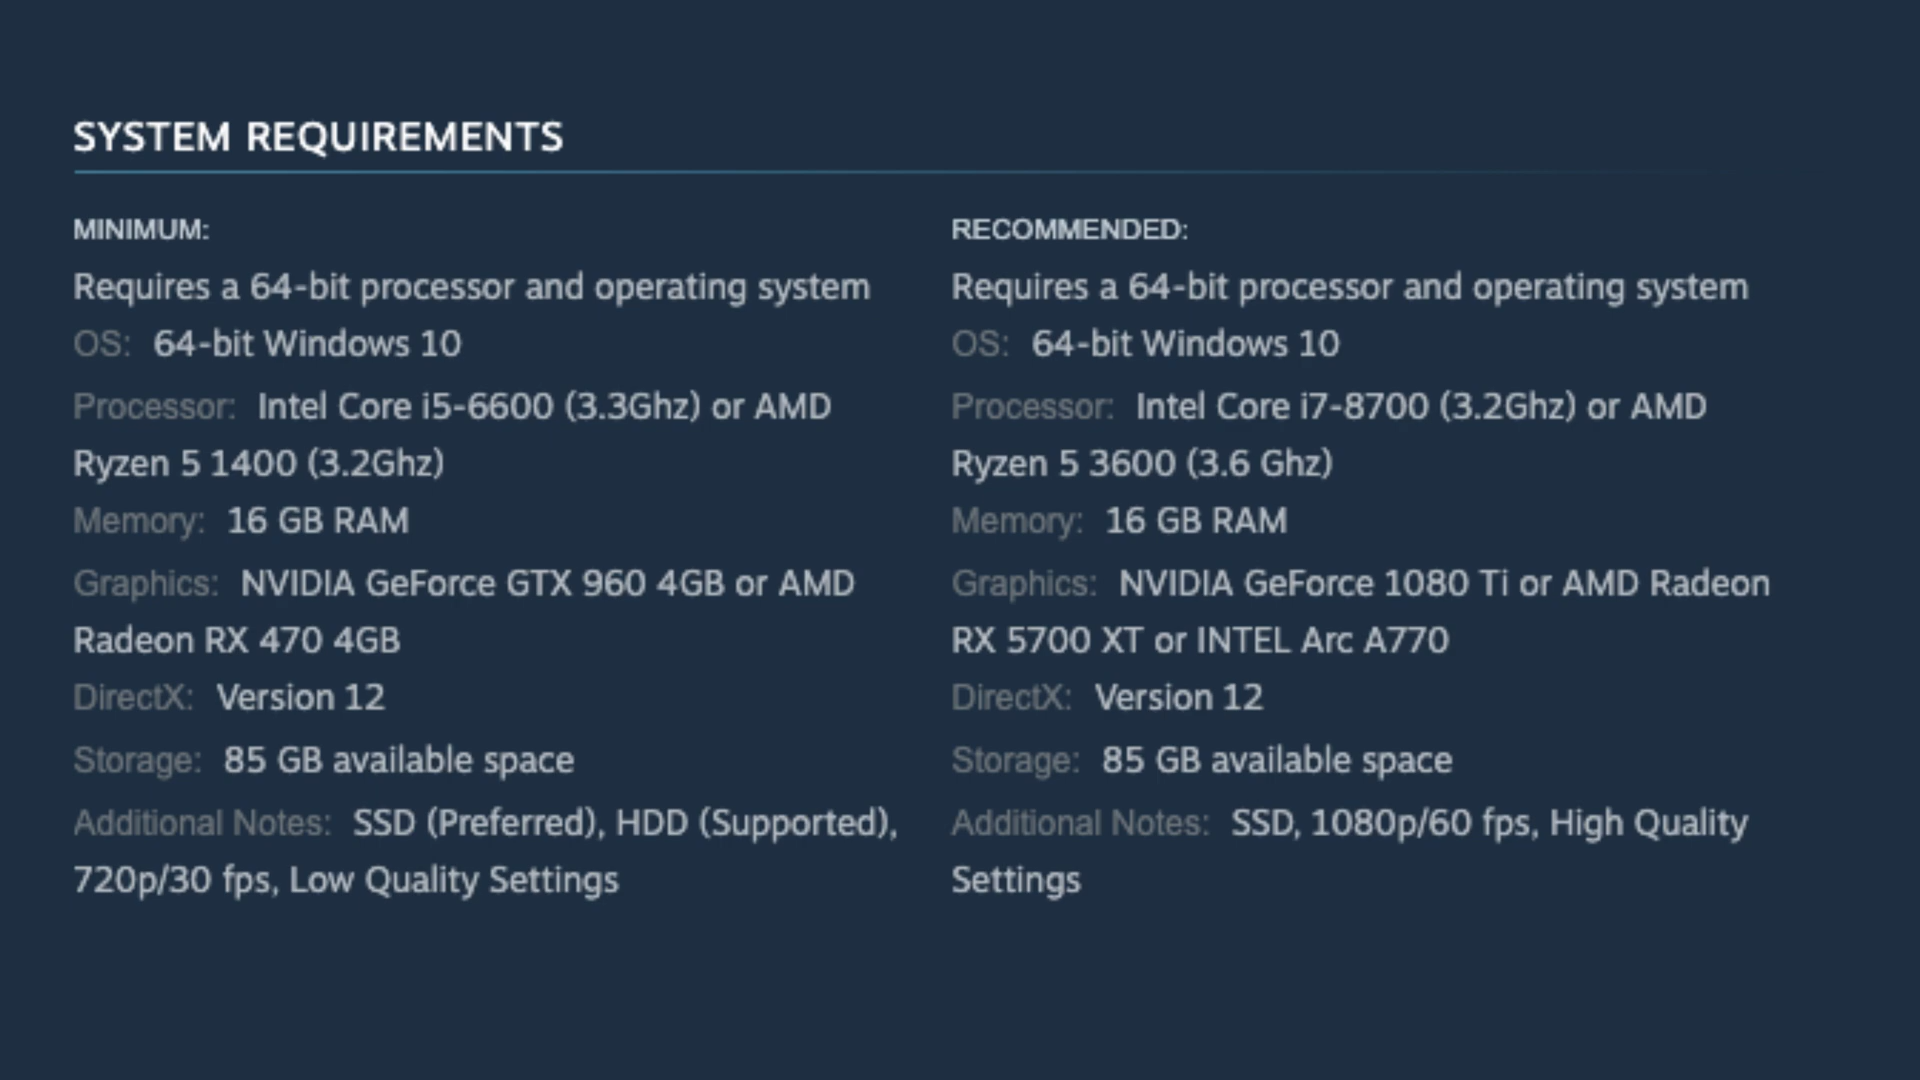 SYSTEM REQUIREMENTS
MINIMUM:
Requires a 64-bit processor and operating system
OS: 64-bit Windows 10
Processor: Intel Core i5-6600 (3.3Ghz) or AMD
Ryzen 5 1400 (3.2Ghz)
Memory: 16 GB RAM
Graphics: NVIDIA GeForce GTX 960 4GB or AMD
Radeon RX 470 4GB
DirectX: Version 12
Storage: 85 GB available space
Additional Notes: SSD (Preferred), HDD (Supported),
720p/30 fps, Low Quality Settings
RECOMMENDED:
Requires a 64-bit processor and operating system
OS: 64-bit Windows 10
Processor: Intel Core i7-8700 (3.2Ghz) or AMD
Ryzen 5 3600 (3.6 Ghz)
Memory: 16 GB RAM
Graphics: NVIDIA GeForce 1080 Ti or AMD Radeon
RX 5700 XT or INTEL Arc A770
DirectX: Version 12
Storage: 85 GB available space
Additional Notes: SSD, 1080p/60 fps, High Quality
Settings